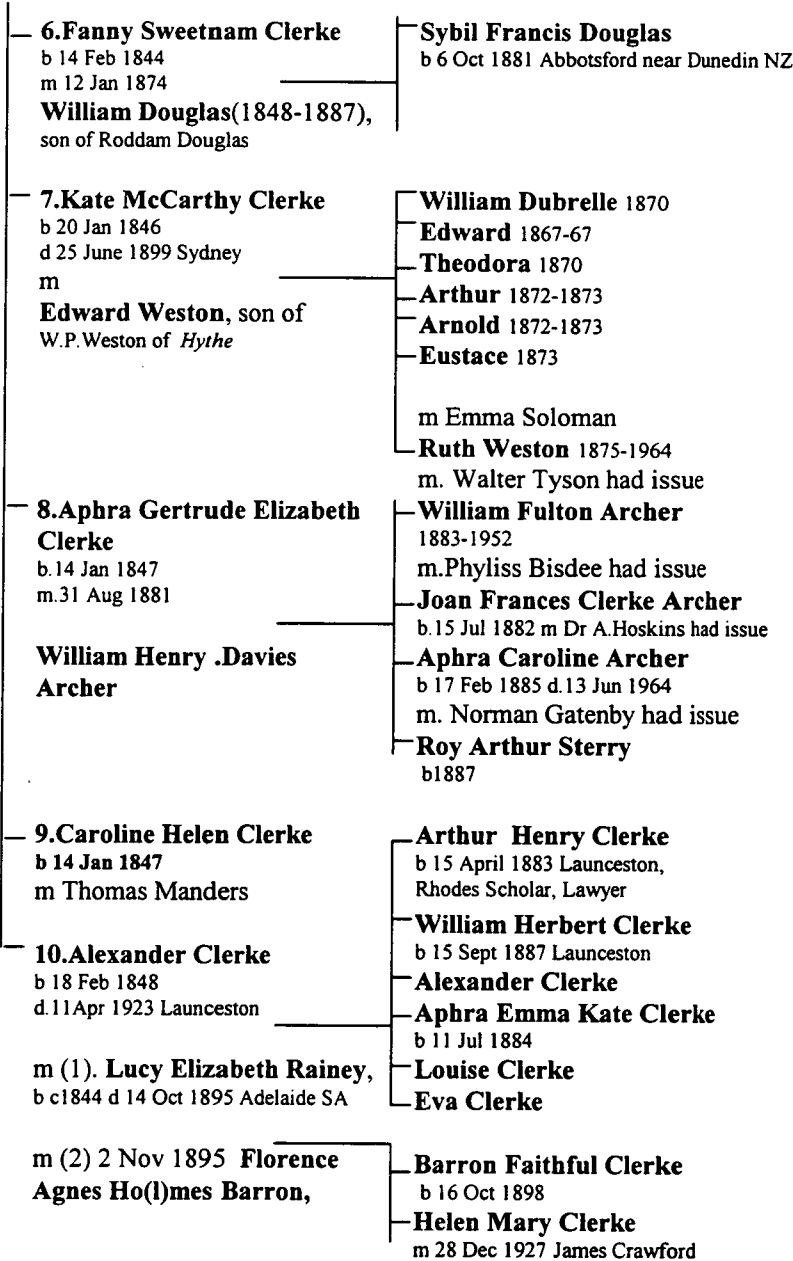 6.Fanny Sweetnam Clerke
b 14 Feb 1844
m 12 Jan 1874
William Douglas(1848-1887),
son of Roddam Douglas
Sybil Francis Douglas
b 6 Oct 1881 Abbotsford near Dunedin NZ
7.Kate McCarthy Clerke
b 20 Jan 1846
d 25 June 1899 Sydney
m
Edward Weston, son of
W.P.Weston of Hythe
William Dubrelle 1870
Edward 1867-67
Theodora 1870
Arthur 1872-1873
Arnold 1872-1873
Eustace 1873
m Emma Soloman
Ruth Weston 1875-1964
m. Walter Tyson had issue
8.Aphra Gertrude Elizabeth
Clerke
b.14 Jan 1847
m.31 Aug 1881
William Henry .Davies
Archer
William Fulton Archer
1883-1952
m.Phyliss Bisdee had issue
Joan Frances Clerke Archer
b.15 Jul 1882 m Dr A.Hoskins had issue
Aphra Caroline Archer
b 17 Feb 1885 d.13 Jun 1964
m. Norman Gatenby had issue
Roy Arthur Sterry
b1887
9.Caroline Helen Clerke
b 14 Jan 1847
m Thomas Manders
10.Alexander Clerke
b 18 Feb 1848
d.11Apr 1923 Launceston
m (1). Lucy Elizabeth Rainey,
b c1844 d 14 Oct 1895 Adelaide SA
Arthur Henry Clerke
b 15 April 1883 Launceston,
Rhodes Scholar, Lawyer
William Herbert Clerke
b 15 Sept 1887 Launceston
Alexander Clerke
Aphra Emma Kate Clerke
b 11 Jul 1884
Louise Clerke
Eva Clerke
m (2) 2 Nov 1895 Florence
Agnes Ho(l)mes Barron,
Barron Faithful Clerke
b 16 Oct 1898
Helen Mary Clerke
m 28 Dec 1927 James Crawford